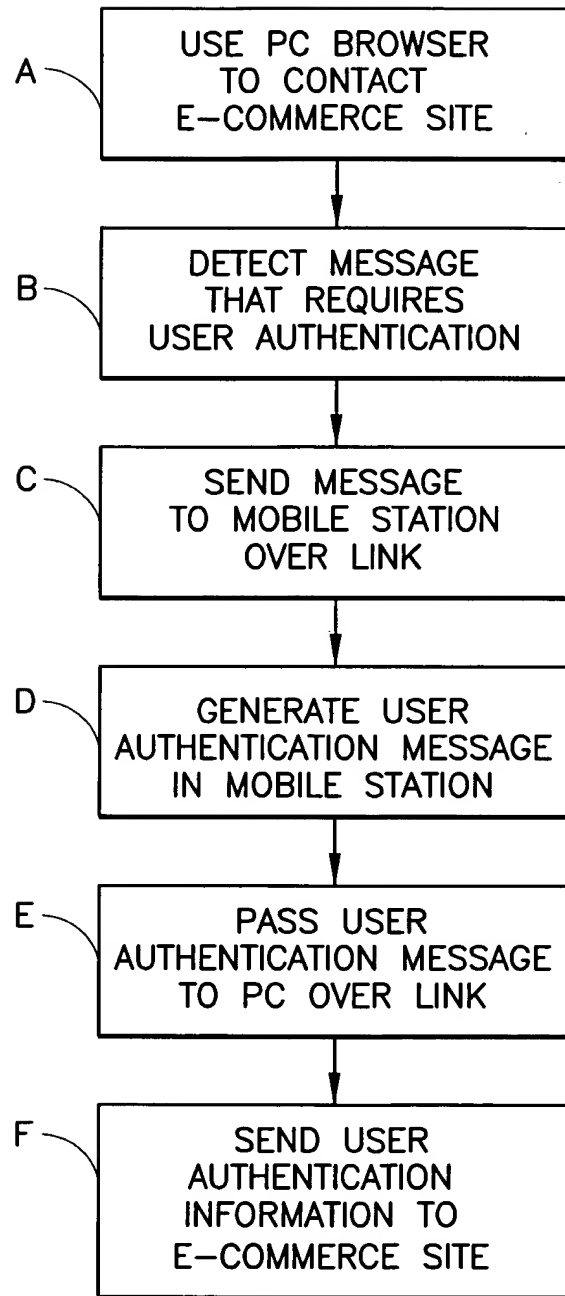 A
USE PC BROWSER
TO CONTACT
E-COMMERCE SITE
B
DETECT MESSAGE
THAT REQUIRES
USER AUTHENTICATION
C
SEND MESSAGE
TO MOBILE STATION
OVER LINK
D
GENERATE USER
AUTHENTICATION MESSAGE
IN MOBILE STATION
E
PASS USER
AUTHENTICATION MESSAGE
TO PC OVER LINK
F
SEND USER
AUTHENTICATION
INFORMATION TO
E-COMMERCE SITE